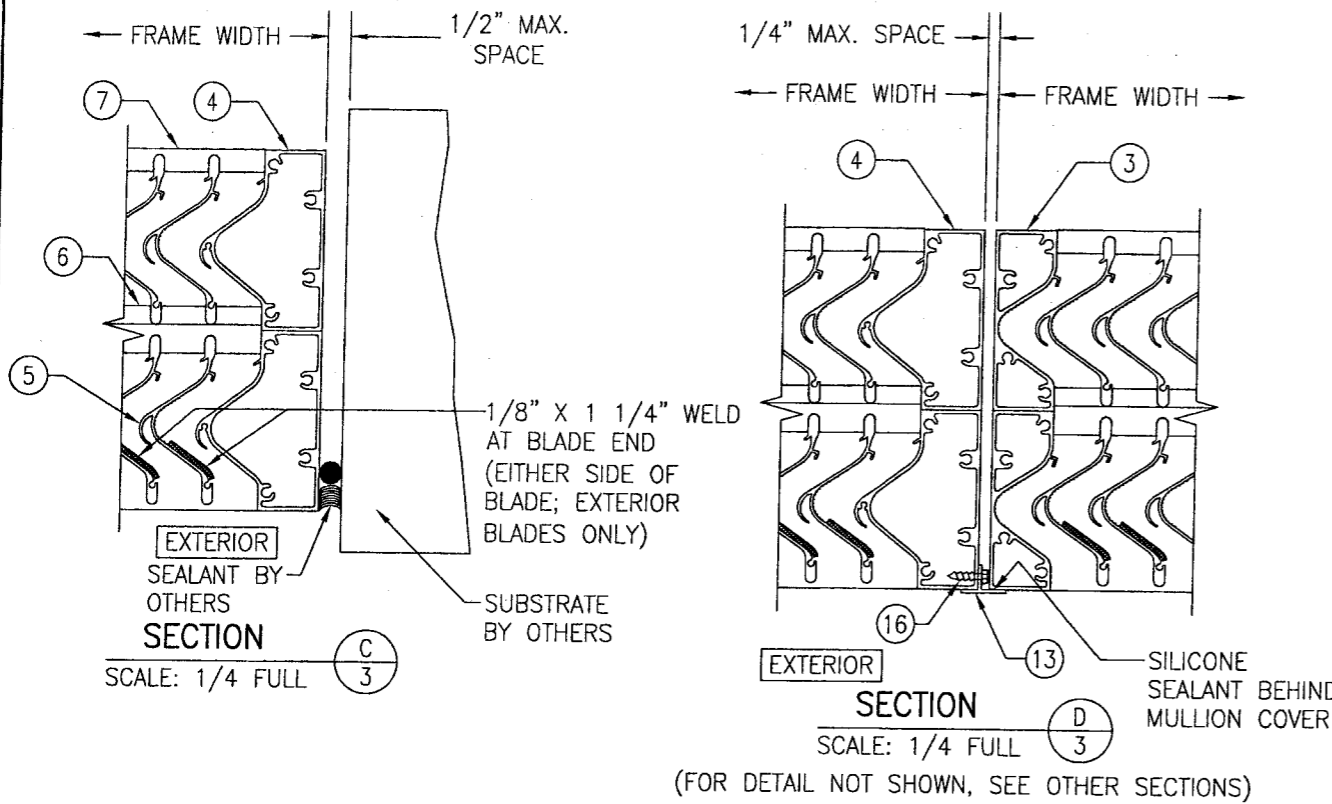 FRAME WIDTH
1/2" MAX.
SPACE
7
4
6
5
1/8" X 1 1/4" WELD
AT BLADE END
(EITHER SIDE OF
BLADE; EXTERIOR
BLADES ONLY)
EXTERIOR
SEALANT BY
OTHERS
SUBSTRATE
BY OTHERS
SECTION
C
3
SCALE: 1/4 FULL
1/4" MAX. SPACE
FRAME WIDTH
FRAME WIDTH
4
3
16
13
EXTERIOR
SILICONE
SEALANT BEHIND
MULLION COVER
SECTION
D
3
SCALE: 1/4 FULL
(FOR DETAIL NOT SHOWN, SEE OTHER SECTIONS)